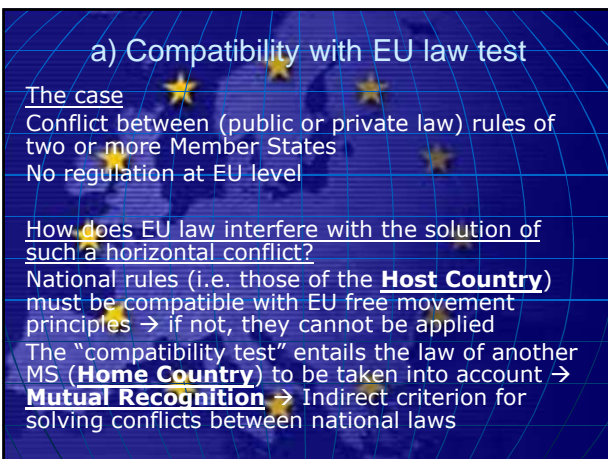 a) Compatibility with EU law test
The case
Conflict between (public or private law) rules of
two or more Member States
No regulation at EU level
How does EU law interfere with the solution of
such a horizontal conflict?
National rules (i.e. those of the Host Country)
must be compatible with EU free movement
principles → if not, they cannot be applied
The “compatibility test” entails the law of another
MS (Home Country) to be taken into account →
Mutual Recognition → Indirect criterion for
solving conflicts between national laws